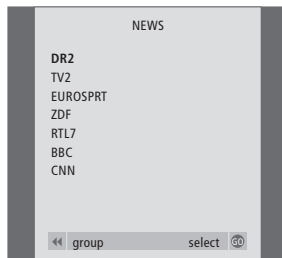 NEWS
DR2
TV2
EUROSPRT
ZDF
RTL7
BBC
CNN
group select GO